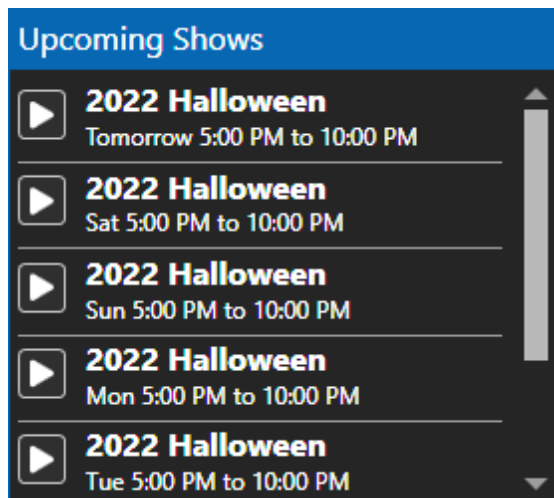 Upcoming Shows
2022 Halloween
Tomorrow 5:00 PM to 10:00 PM
2022 Halloween
Sat 5:00 PM to 10:00 PM
2022 Halloween
Sun 5:00 PM to 10:00 PM
2022 Halloween
Mon 5:00 PM to 10:00 PM
2022 Halloween
Tue 5:00 PM to 10:00 PM